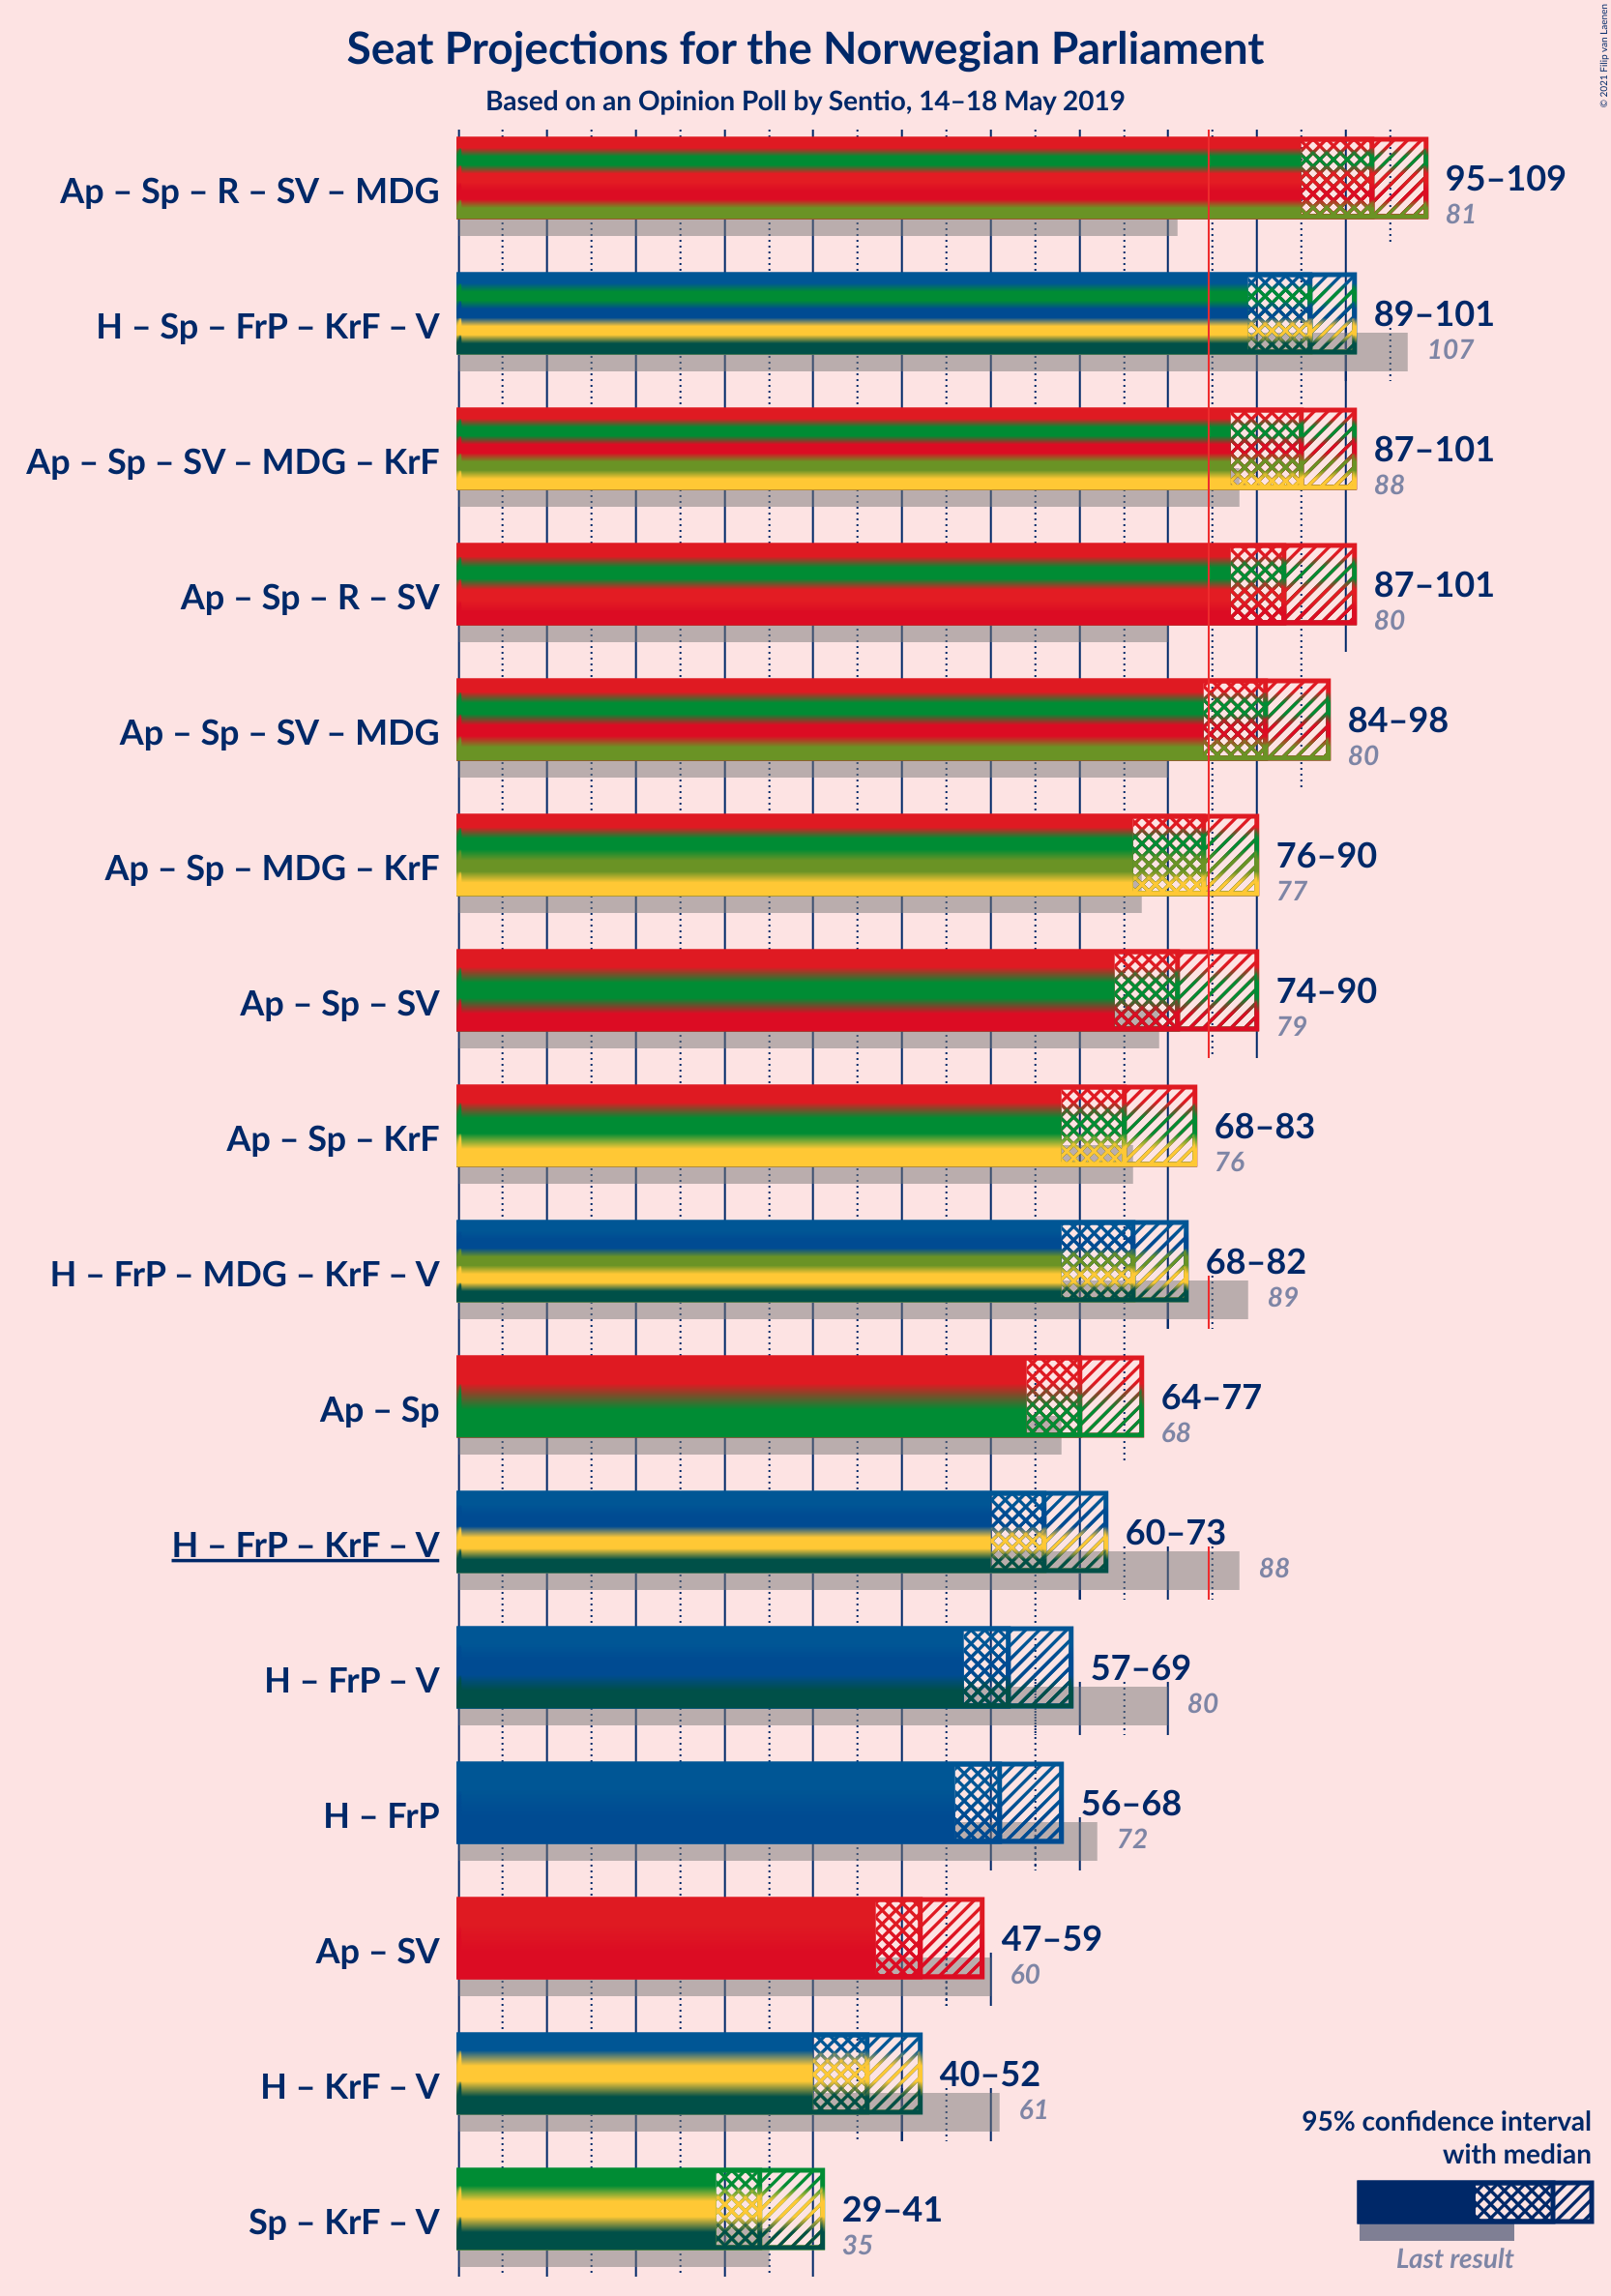 Seat Projections for the Norwegian Parliament
Based on an Opinion Poll by Sentio, 14–18 May 2019
© 2021 Filip van Laenen
Ap – Sp – R – SV – MDG
95–109
81
H – Sp – FrP – KrF – V
89–101
107
Ap – Sp – SV – MDG – KrF
87–101
88
Ap – Sp – R – SV
87–101
80
Ap – Sp – SV – MDG
84–98
80
Ap – Sp – MDG – KrF
76–90
77
Ap – Sp – SV
74–90
79
Ap – Sp – KrF
68–83
76
H – FrP – MDG – KrF – V
68–82
89
Ap – Sp
64–77
68
H – FrP – KrF – V
60–73
88
H – FrP – V
57–69
80
H – FrP
56–68
72
Ap – SV
47–59
60
H – KrF – V
40–52
61
Sp – KrF – V
29–41
35
95% confidence interval
with median
Last result